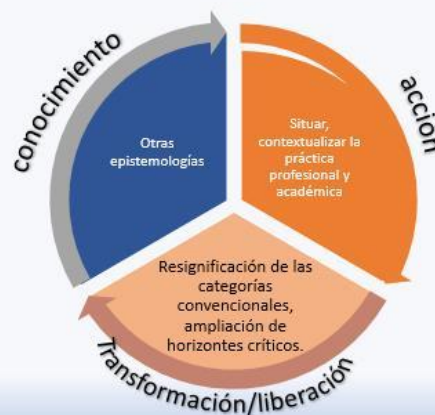 conocimiento
Otras
epistemologías
acción
Situar,
contextualizar la
práctica
profesional y
académica
Resignificación de las
categorías
convencionales,
ampliación de
horizontes críticos.
Transformación/liberación